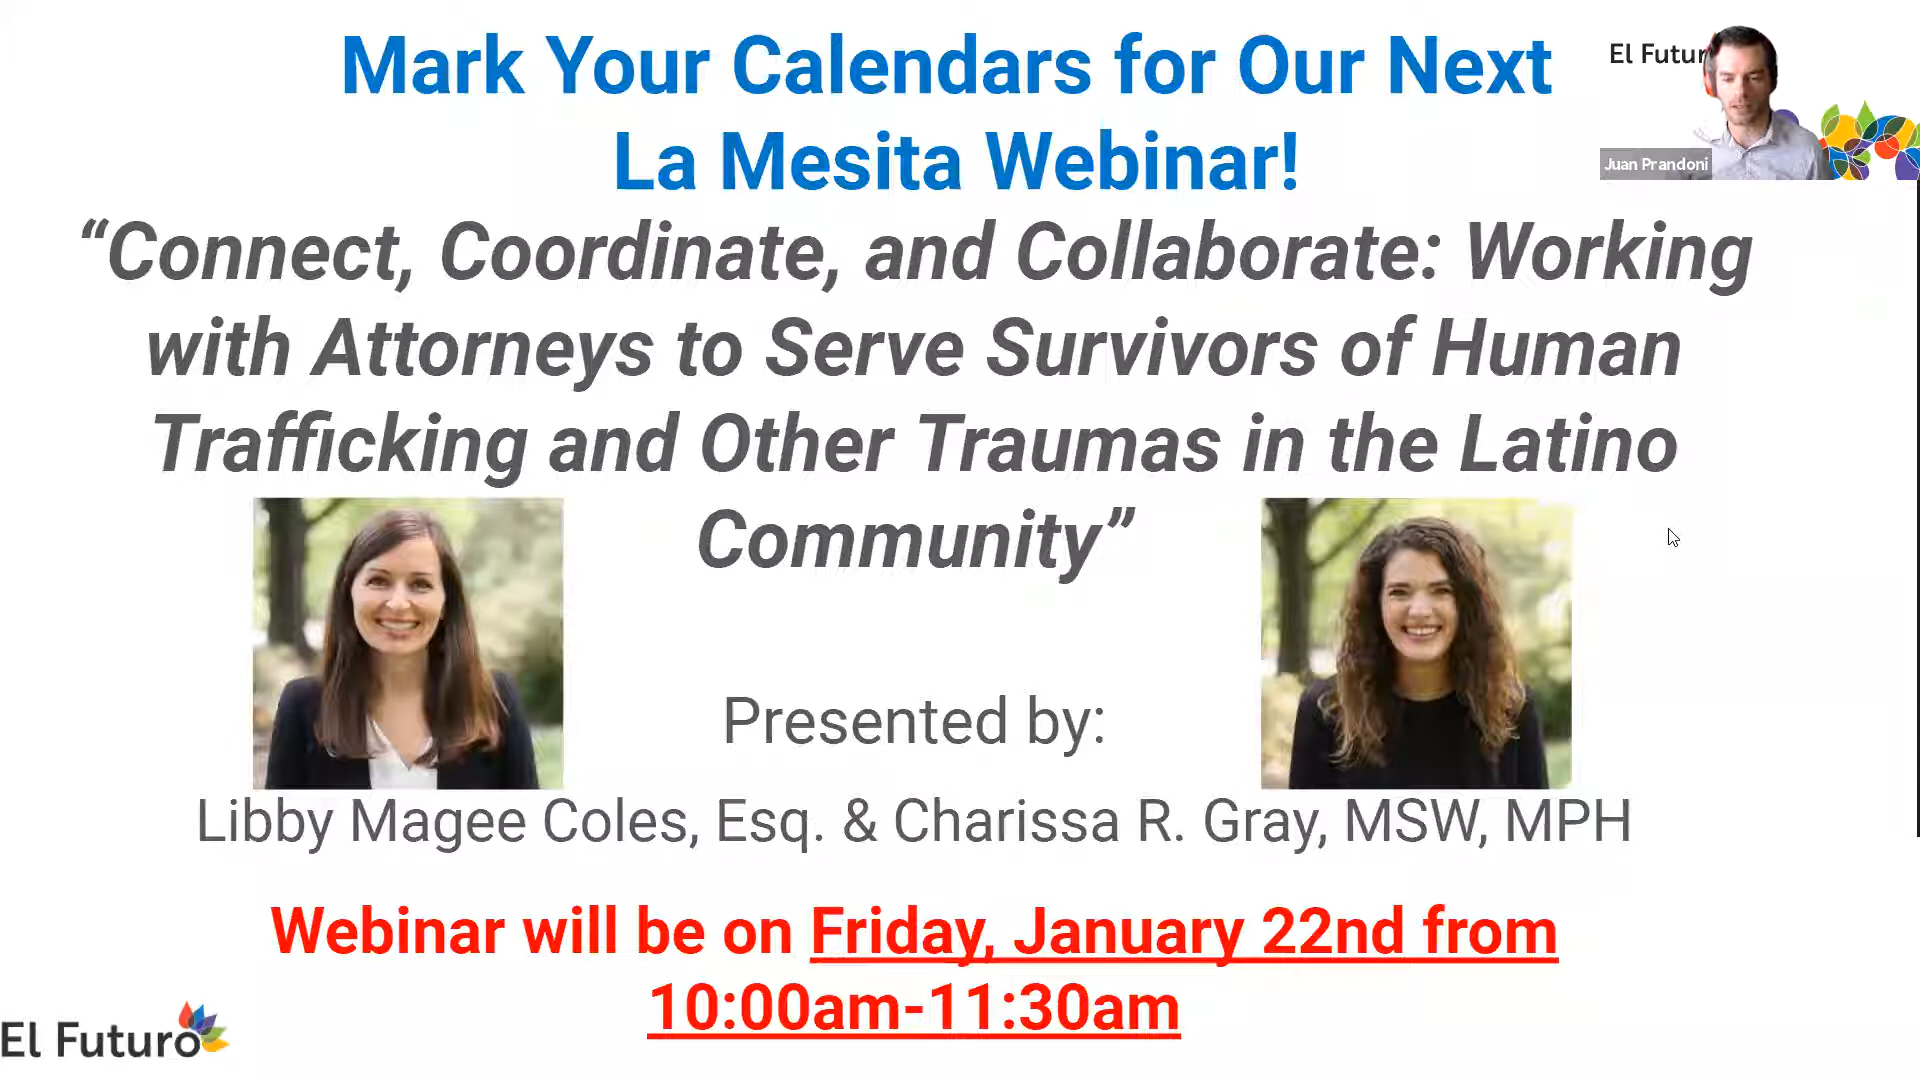 Mark Your Calendars for Our Next
La Mesita Webinar!
El Futur
Juan Prandoni
“Connect, Coordinate, and Collaborate: Working
with Attorneys to Serve Survivors of Human
Trafficking and Other Traumas in the Latino
Community”
Presented by:
Libby Magee Coles, Esq. & Charissa R. Gray, MSW, MPH
Webinar will be on Friday, January 22nd from
10:00am-11:30am
El Futuro